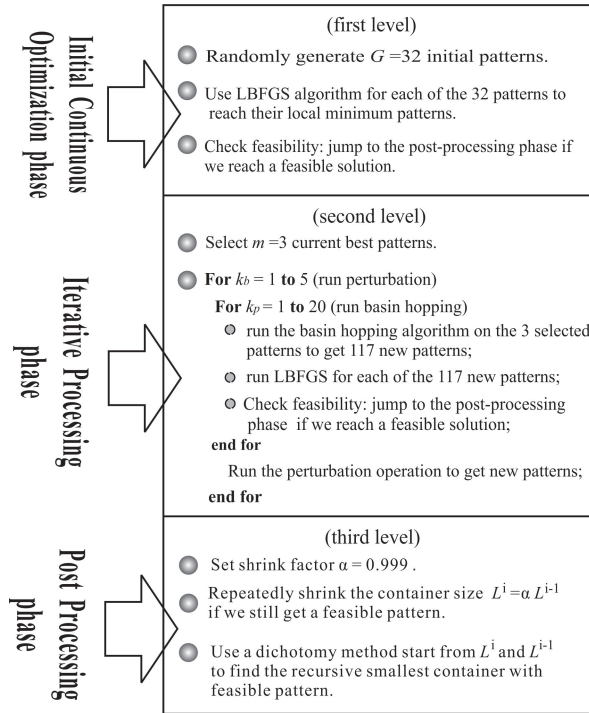 Initial Continuous
Optimization phase
(first level)
Randomly generate G =32 initial patterns.
Use LBFGS algorithm for each of the 32 patterns to
reach their local minimum patterns.
Check feasibility: jump to the post-processing phase if
we reach a feasible solution.
Iterative Processing
phase
(second level)
Select m =3 current best patterns.
For kb = 1 to 5 (run perturbation)
For kp = 1 to 20 (run basin hopping)
run the basin hopping algorithm on the 3 selected
patterns to get 117 new patterns;
run LBFGS for each of the 117 new patterns;
Check feasibility: jump to the post-processing
phase if we reach a feasible solution;
end for
Run the perturbation operation to get new patterns;
end for
Post Processing
phase
(third level)
Set shrink factor α = 0.999 .
Repeatedly shrink the container size L^i =α L^i-1
if we still get a feasible pattern.
Use a dichotomy method start from L^i and L^i-1
to find the recursive smallest container with
feasible pattern.